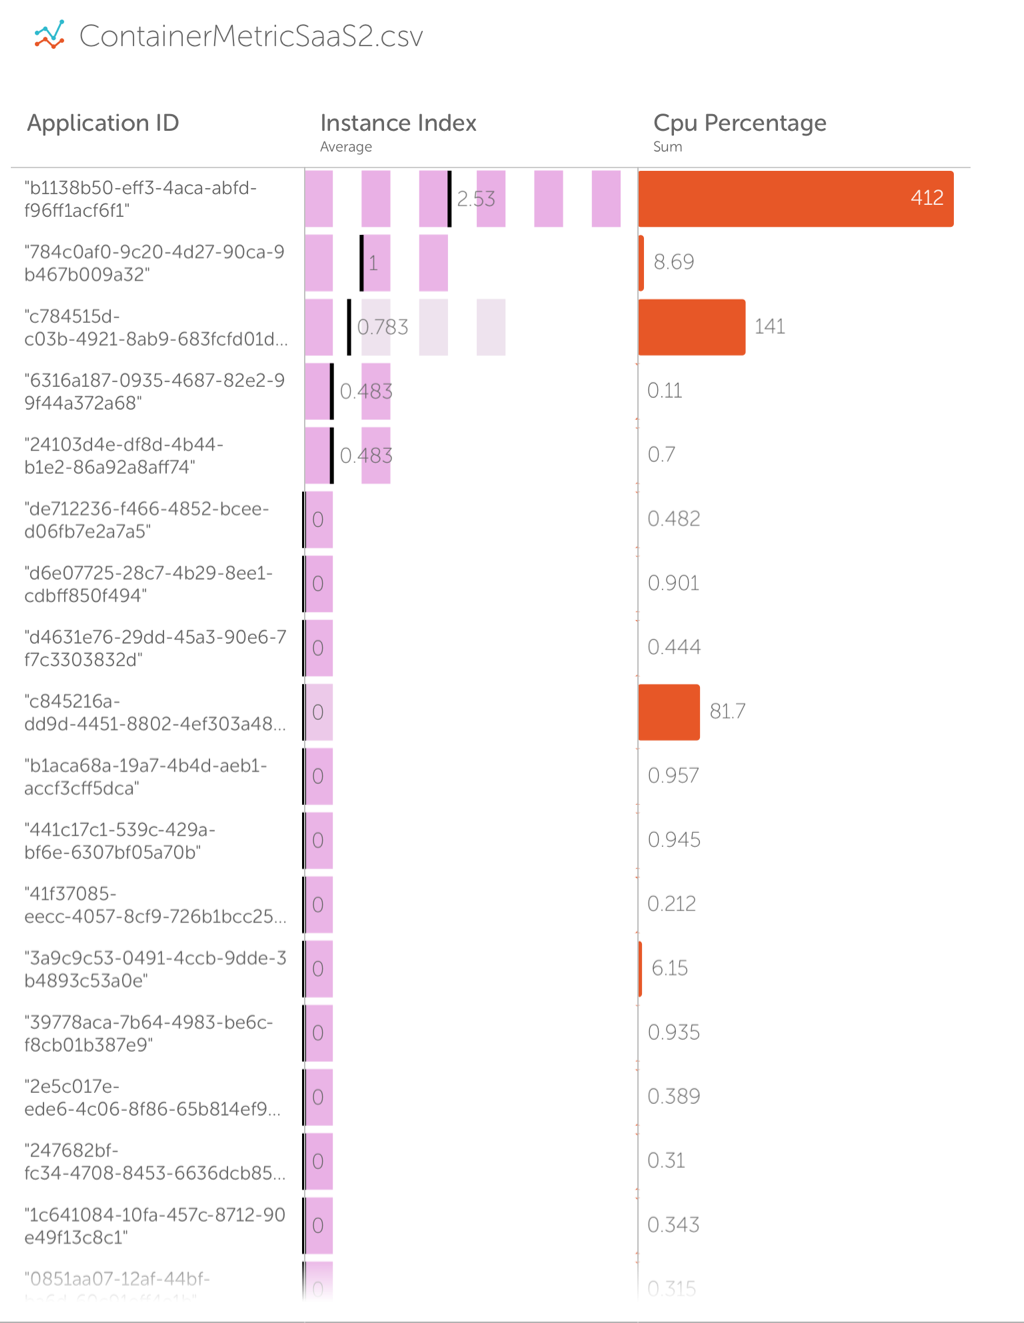 ContainerMetricSaaS2.csv
Application ID Instance Index Cpu Percentage
Average Sum
"b1138b50-eff3-4aca-abfd-
f96ff1acf6f1" 2.53 412
"784c0af0-9c20-4d27-90ca-9
b467b009a32" 1 8.69
"c784515d-
c03b-4921-8ab9-683fcfd01d... 0.783 141
"6316a187-0935-4687-82e2-9
9f44a372a68" 0.483 0.11
"24103d4e-df8d-4b44-
b1e2-86a92a8aff74" 0.483 0.7
"de712236-f466-4852-bcee-
d06fb7e2a7a5" 0 0.482
"d6e07725-28c7-4b29-8ee1-
cdbff850f494" 0 0.901
"d4631e76-29dd-45a3-90e6-7
f7c3303832d" 0 0.444
"c845216a-
dd9d-4451-8802-4ef303a48... 0 81.7
"b1aca68a-19a7-4b4d-aeb1-
accf3cff5dca" 0 0.957
"441c17c1-539c-429a-
bf6e-6307bf05a70b" 0 0.945
"41f37085-
eecc-4057-8cf9-726b1bcc25... 0 0.212
"3a9c9c53-0491-4ccb-9dde-3
b4893c53a0e" 0 6.15
"39778aca-7b64-4983-be6c-
f8cb01b387e9" 0 0.935
"2e5c017e-
ede6-4c06-8f86-65b814ef9... 0 0.389
"247682bf-
fc34-4708-8453-6636dcb85... 0 0.31
"1c641084-10fa-457c-8712-90
e49f13c8c1" 0 0.343
"0851aa07-12af-44bf-
0 0.315